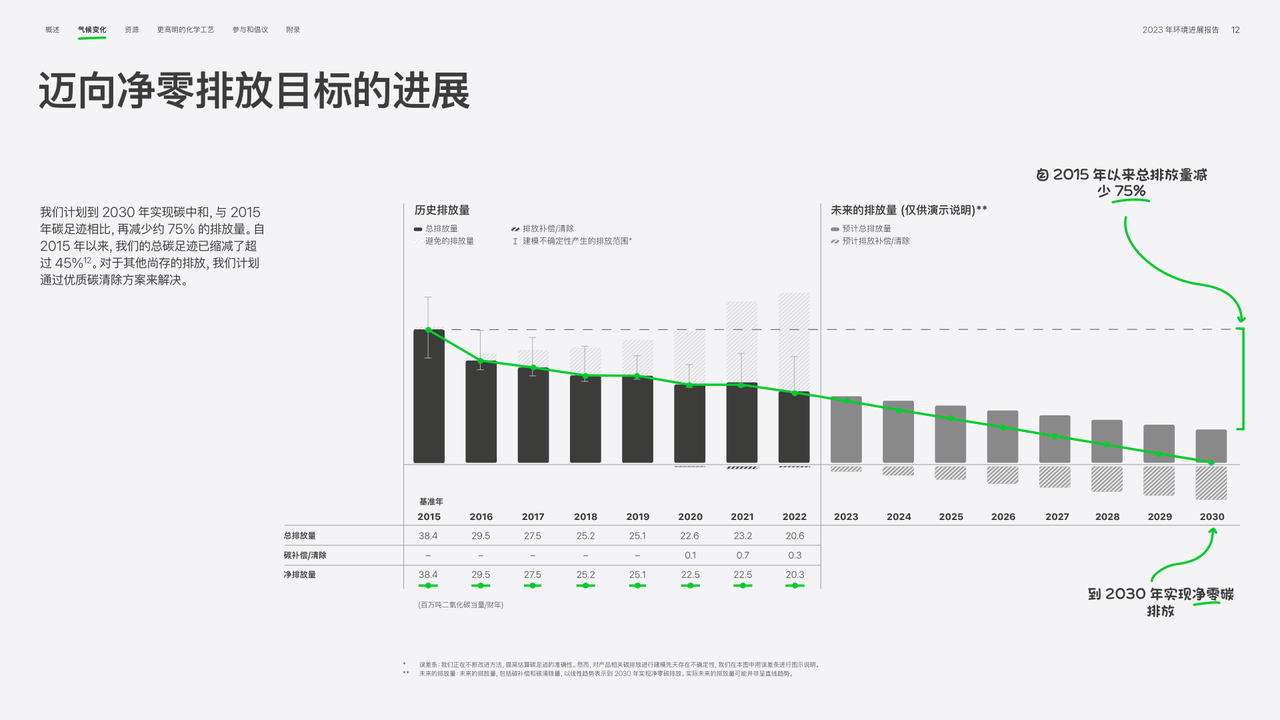 概述 气候变化 资源 更高明的化学工艺 参与和倡议 附录
2023 年环境进展报告 12
迈向净零排放目标的进展
我们计划到 2030 年实现碳中和, 与 2015
年碳足迹相比, 再减少约 75% 的排放量。自
2015 年以来, 我们的总碳足迹已缩减了超
过 45%¹²。对于其他尚存的排放, 我们计划
通过优质碳清除方案来解决。
历史排放量
总排放量 排放补偿/清除
避免的排放量 建模不确定性产生的排放范围*
未来的排放量 (仅供演示说明)**
预计总排放量
预计排放补偿/清除
自 2015 年以来总排放量减
少 75%
基准年
2015 2016 2017 2018 2019 2020 2021 2022 2023 2024 2025 2026 2027 2028 2029 2030
总排放量 38.4 29.5 27.5 25.2 25.1 22.6 23.2 20.6
碳补偿/清除 – – – – – 0.1 0.7 0.3
净排放量 38.4 29.5 27.5 25.2 25.1 22.5 22.5 20.3
(百万吨二氧化碳当量/财年)
到 2030 年实现净零碳
排放
* 误差条: 我们正在不断改进方法, 提高估算碳足迹的准确性。然而, 对产品相关碳排放进行建模先天存在不确定性, 我们在本图中用误差条进行图示说明。
** 未来的排放量: 未来的排放量, 包括碳补偿和碳清除量, 以线性趋势表示到 2030 年实现净零碳排放。实际未来的排放量可能并非呈直线趋势。